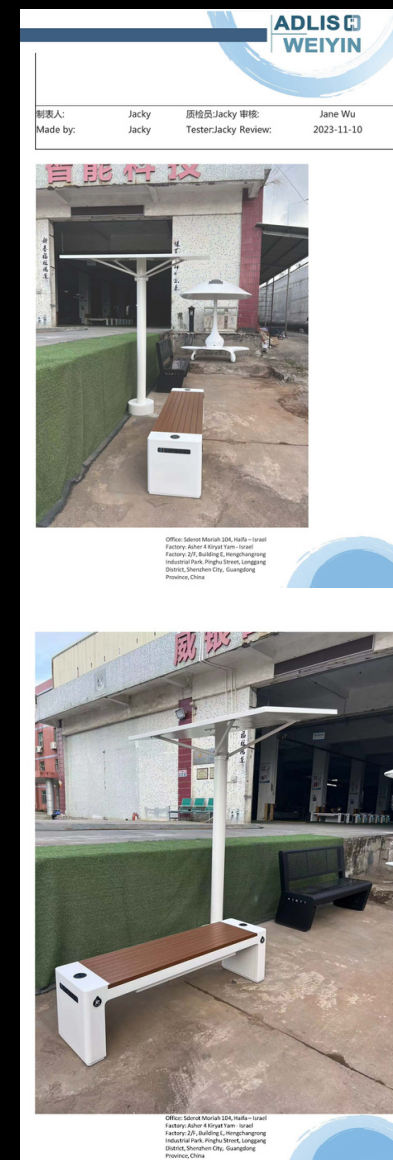 ADLIS
WEIYIN
制表人: Jacky 质检员:Jacky 审核: Jane Wu
Made by: Jacky Tester:Jacky Review: 2023-11-10
智能科技
Office: Sderot Moriah 104, Haifa – Israel
Factory: Asher 4 Kiryat Yam - Israel
Factory: 2/F, Building E, Hengchangrong
Industrial Park. Pinghu Street, Longgang
District, Shenzhen City, Guangdong
Province, China
威银
Office: Sderot Moriah 104, Haifa – Israel
Factory: Asher 4 Kiryat Yam - Israel
Factory: 2/F, Building E, Hengchangrong
Industrial Park. Pinghu Street, Longgang
District, Shenzhen City, Guangdong
Province, China